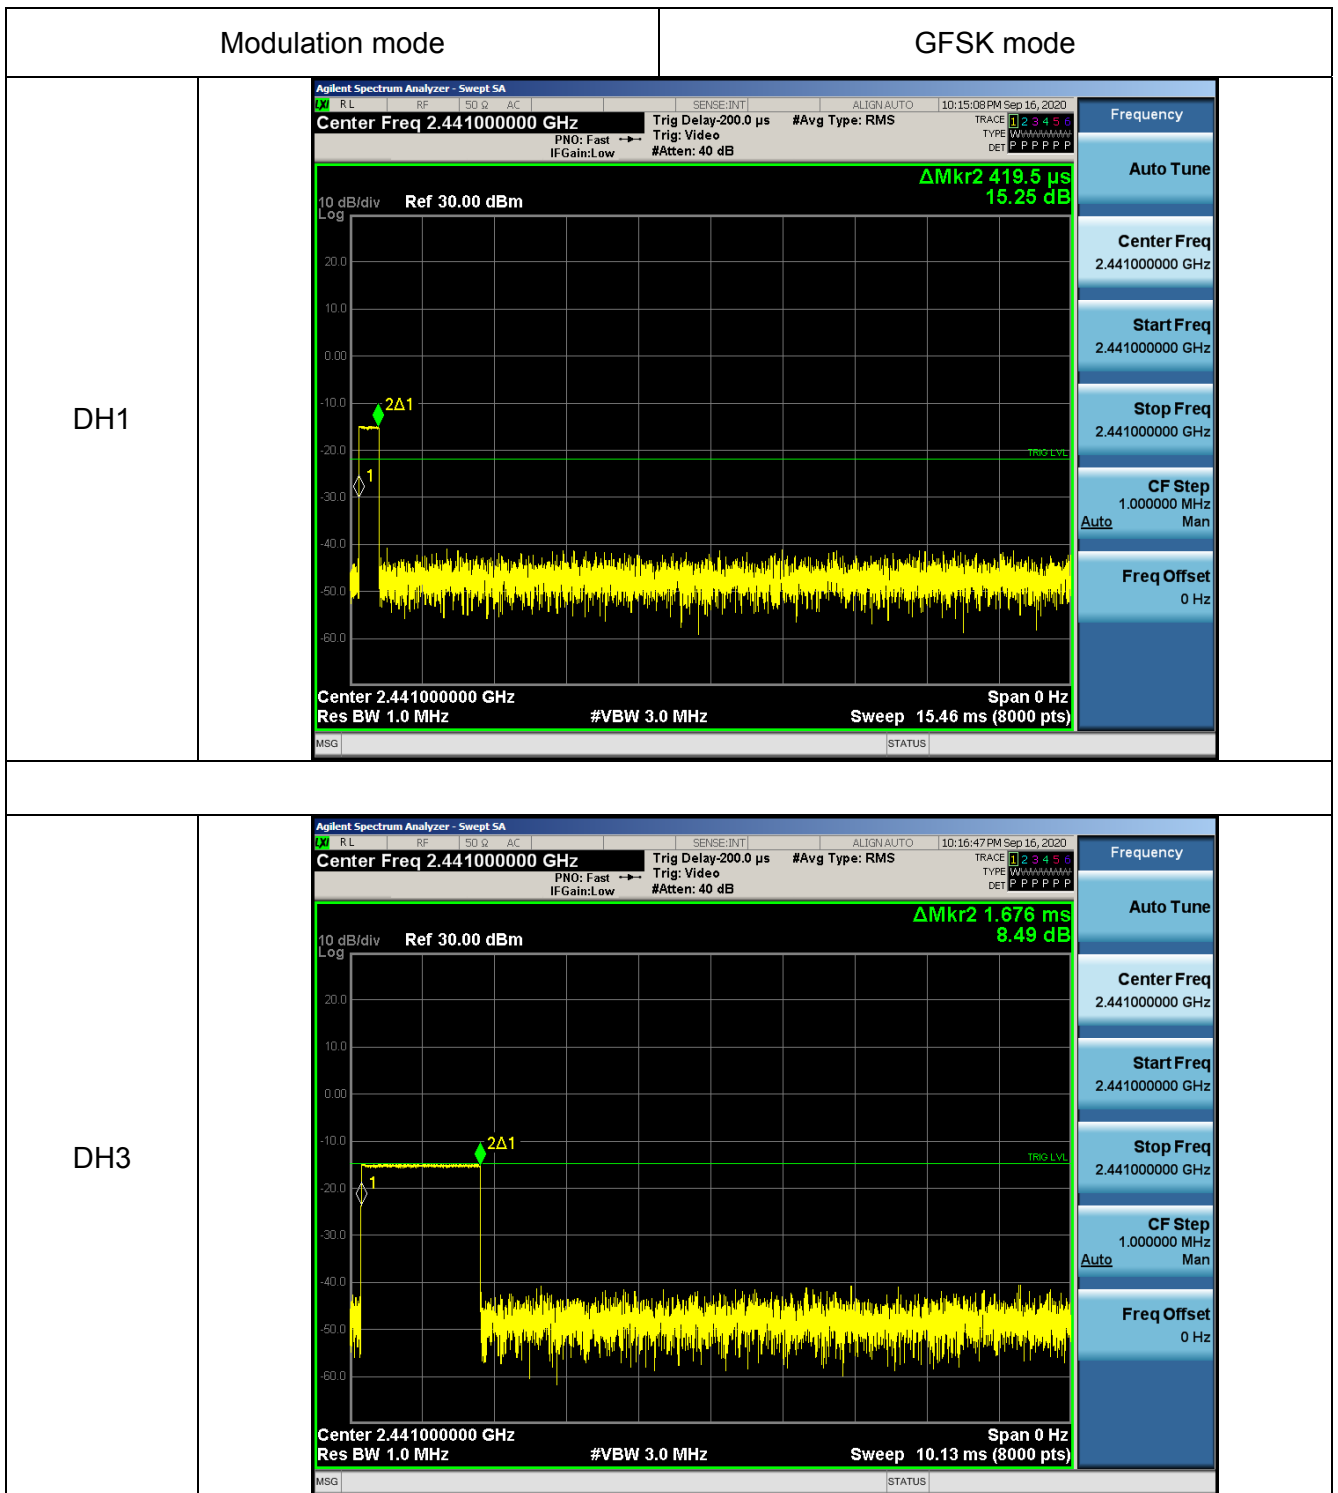 Modulation mode GFSK mode
DH1
Agilent Spectrum Analyzer - Swept SA
LXI RL RF 50 Ω AC SENSE:INT ALIGN AUTO 10:15:08 PM Sep 16, 2020
Center Freq 2.441000000 GHz Trig Delay-200.0 µs #Avg Type: RMS TRACE 1 2 3 4 5 6
PNO: Fast Trig: Video TYPE WWWWWW
IFGain:Low #Atten: 40 dB DET P P P P P P
ΔMkr2 419.5 µs
15.25 dB
10 dB/div Ref 30.00 dBm
Log
20.0
10.0
0.00
-10.0
-20.0
-30.0
-40.0
-50.0
-60.0
2Δ1
TRIG LVL
1
Center 2.441000000 GHz Span 0 Hz
Res BW 1.0 MHz #VBW 3.0 MHz Sweep 15.46 ms (8000 pts)
MSG STATUS
Frequency
Auto Tune
Center Freq
2.441000000 GHz
Start Freq
2.441000000 GHz
Stop Freq
2.441000000 GHz
CF Step
1.000000 MHz
Auto Man
Freq Offset
0 Hz
DH3
Agilent Spectrum Analyzer - Swept SA
LXI RL RF 50 Ω AC SENSE:INT ALIGN AUTO 10:16:47 PM Sep 16, 2020
Center Freq 2.441000000 GHz Trig Delay-200.0 µs #Avg Type: RMS TRACE 1 2 3 4 5 6
PNO: Fast Trig: Video TYPE WWWWWW
IFGain:Low #Atten: 40 dB DET P P P P P P
ΔMkr2 1.676 ms
8.49 dB
10 dB/div Ref 30.00 dBm
Log
20.0
10.0
0.00
-10.0
-20.0
-30.0
-40.0
-50.0
-60.0
2Δ1
TRIG LVL
1
Center 2.441000000 GHz Span 0 Hz
Res BW 1.0 MHz #VBW 3.0 MHz Sweep 10.13 ms (8000 pts)
MSG STATUS
Frequency
Auto Tune
Center Freq
2.441000000 GHz
Start Freq
2.441000000 GHz
Stop Freq
2.441000000 GHz
CF Step
1.000000 MHz
Auto Man
Freq Offset
0 Hz